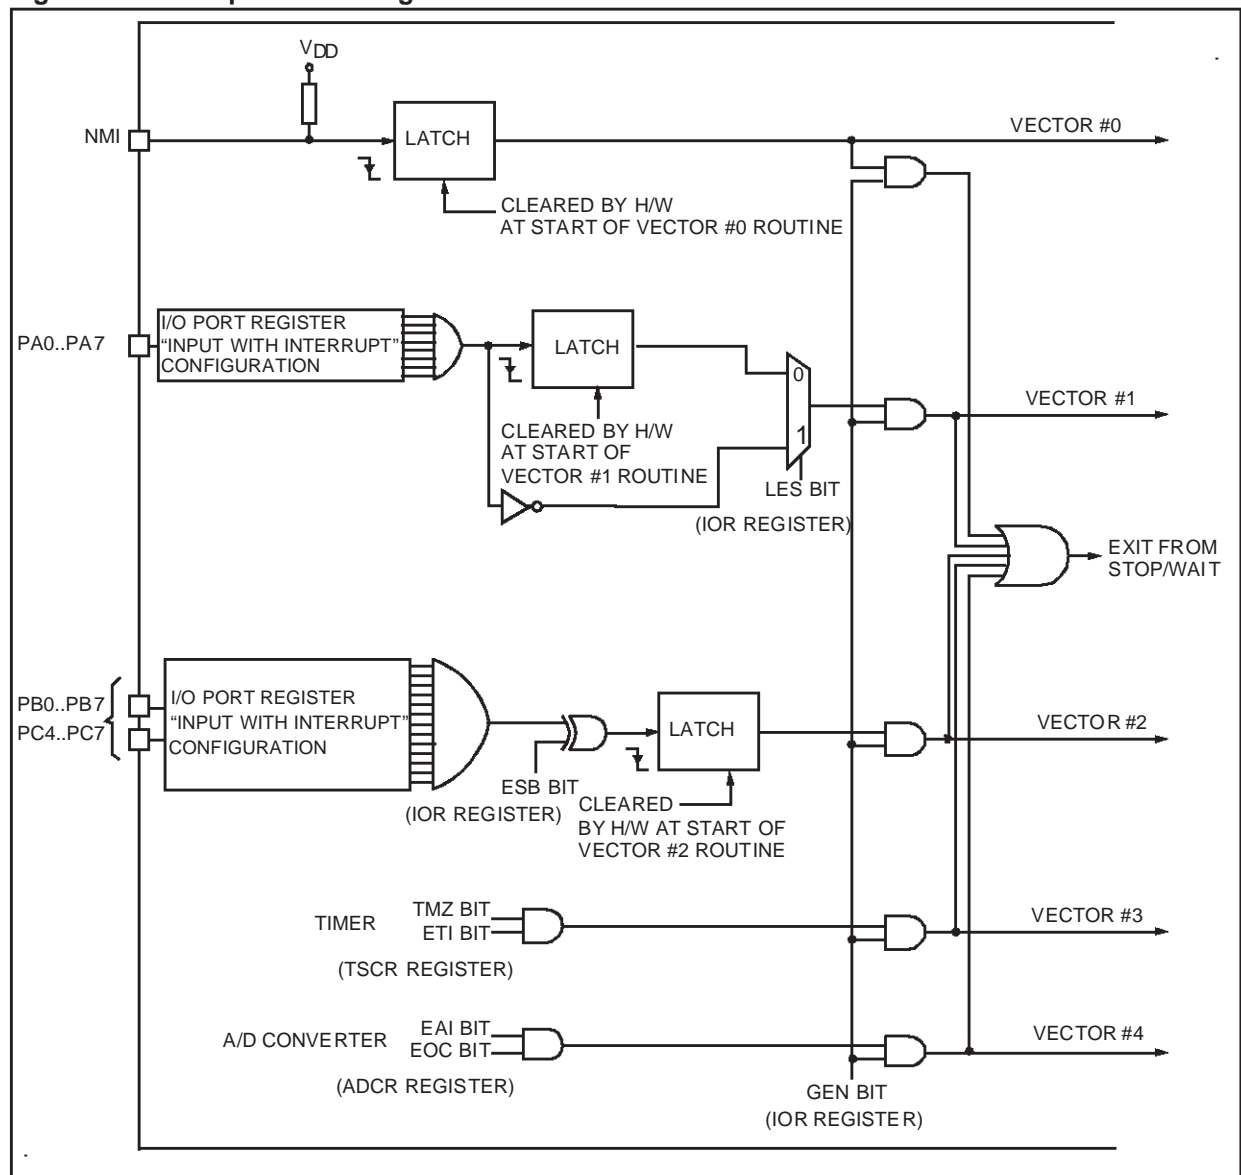 VDD
NMI
LATCH
VECTOR #0
CLEARED BY H/W
AT START OF VECTOR #0 ROUTINE
PA0..PA7
I/O PORT REGISTER
“INPUT WITH INTERRUPT”
CONFIGURATION
LATCH
0
1
VECTOR #1
CLEARED BY H/W
AT START OF
VECTOR #1 ROUTINE
LES BIT
(IOR REGISTER)
EXIT FROM
STOP/WAIT
PB0..PB7
PC4..PC7
I/O PORT REGISTER
“INPUT WITH INTERRUPT”
CONFIGURATION
LATCH
VECTOR #2
ESB BIT
(IOR REGISTER)
CLEARED
BY H/W AT START OF
VECTOR #2 ROUTINE
TIMER
TMZ BIT
ETI BIT
(TSCR REGISTER)
VECTOR #3
A/D CONVERTER
EAI BIT
EOC BIT
(ADCR REGISTER)
VECTOR #4
GEN BIT
(IOR REGISTER)